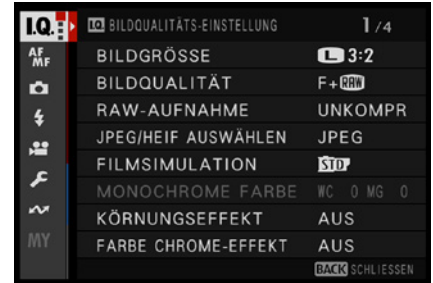 I.Q. I.Q. BILDQUALITÄTS-EINSTELLUNG 1/4
AF MF
BILDGRÖSSE L 3:2
BILDQUALITÄT F+RAW
RAW-AUFNAHME UNKOMPR
JPEG/HEIF AUSWÄHLEN JPEG
FILMSIMULATION STD
MONOCHROME FARBE WC 0 MG 0
KÖRNUNGSEFFEKT AUS
MY FARBE CHROME-EFFEKT AUS
BACK SCHLIESSEN